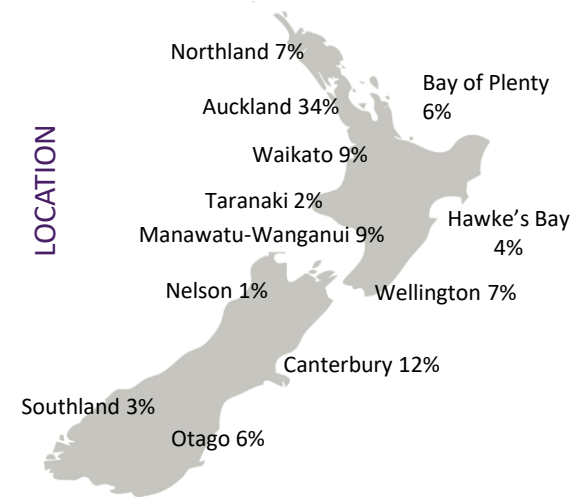 LOCATION
Northland 7%
Bay of Plenty
6%
Auckland 34%
Waikato 9%
Taranaki 2%
Hawke's Bay
4%
Manawatu-Wanganui 9%
Nelson 1%
Wellington 7%
Canterbury 12%
Southland 3%
Otago 6%